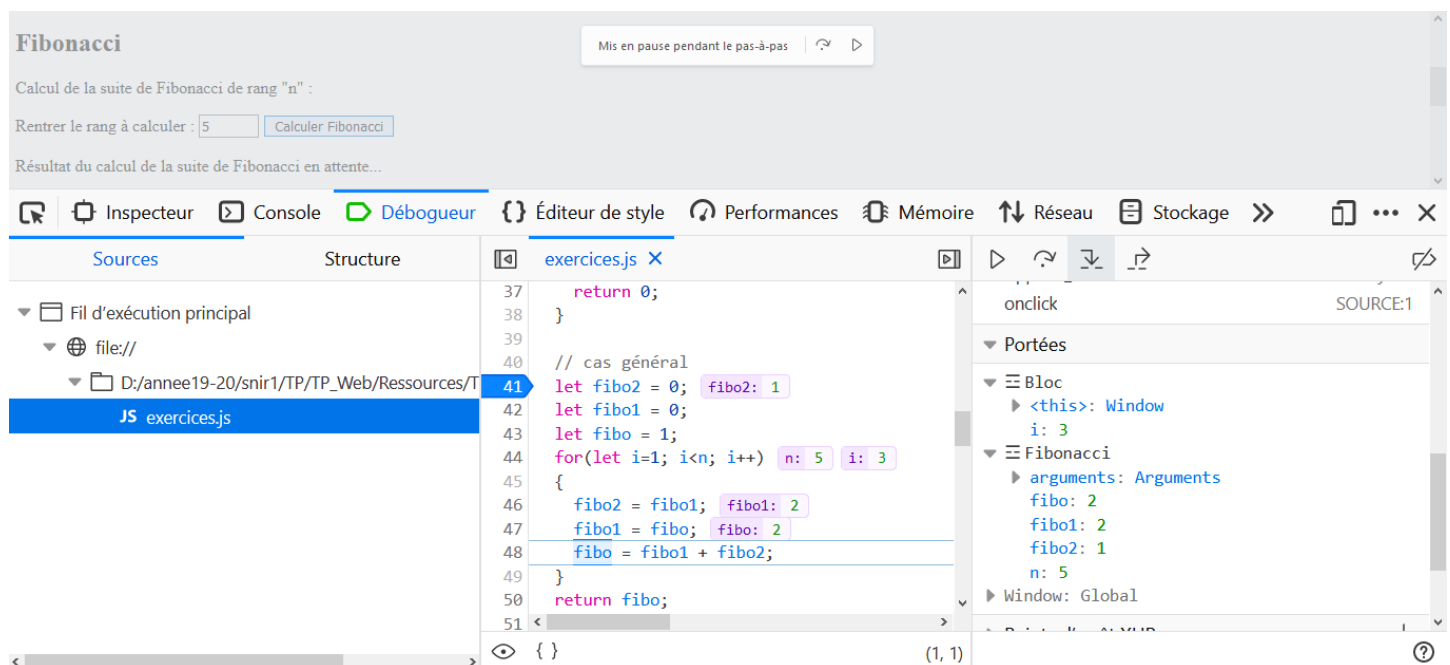 Fibonacci
Mis en pause pendant le pas-à-pas
Calcul de la suite de Fibonacci de rang "n" :
Rentrer le rang à calculer : 5 Calculer Fibonacci
Résultat du calcul de la suite de Fibonacci en attente...
Inspecteur Console Débogueur {} Éditeur de style Performances Mémoire Réseau Stockage
Sources Structure
exercices.js
Fil d'exécution principal
file://
D:/annee19-20/snir1/TP/TP_Web/Ressources/T
JS exercices.js
37 return 0;
38 }
39
40 // cas général
41 let fibo2 = 0; fibo2: 1
42 let fibo1 = 0;
43 let fibo = 1;
44 for(let i=1; i<n; i++) n: 5 i: 3
45 {
46 fibo2 = fibo1; fibo1: 2
47 fibo1 = fibo; fibo: 2
48 fibo = fibo1 + fibo2;
49 }
50 return fibo;
51
{ } (1, 1)
onclick SOURCE:1
Portées
Bloc
<this>: Window
i: 3
Fibonacci
arguments: Arguments
fibo: 2
fibo1: 2
fibo2: 1
n: 5
Window: Global